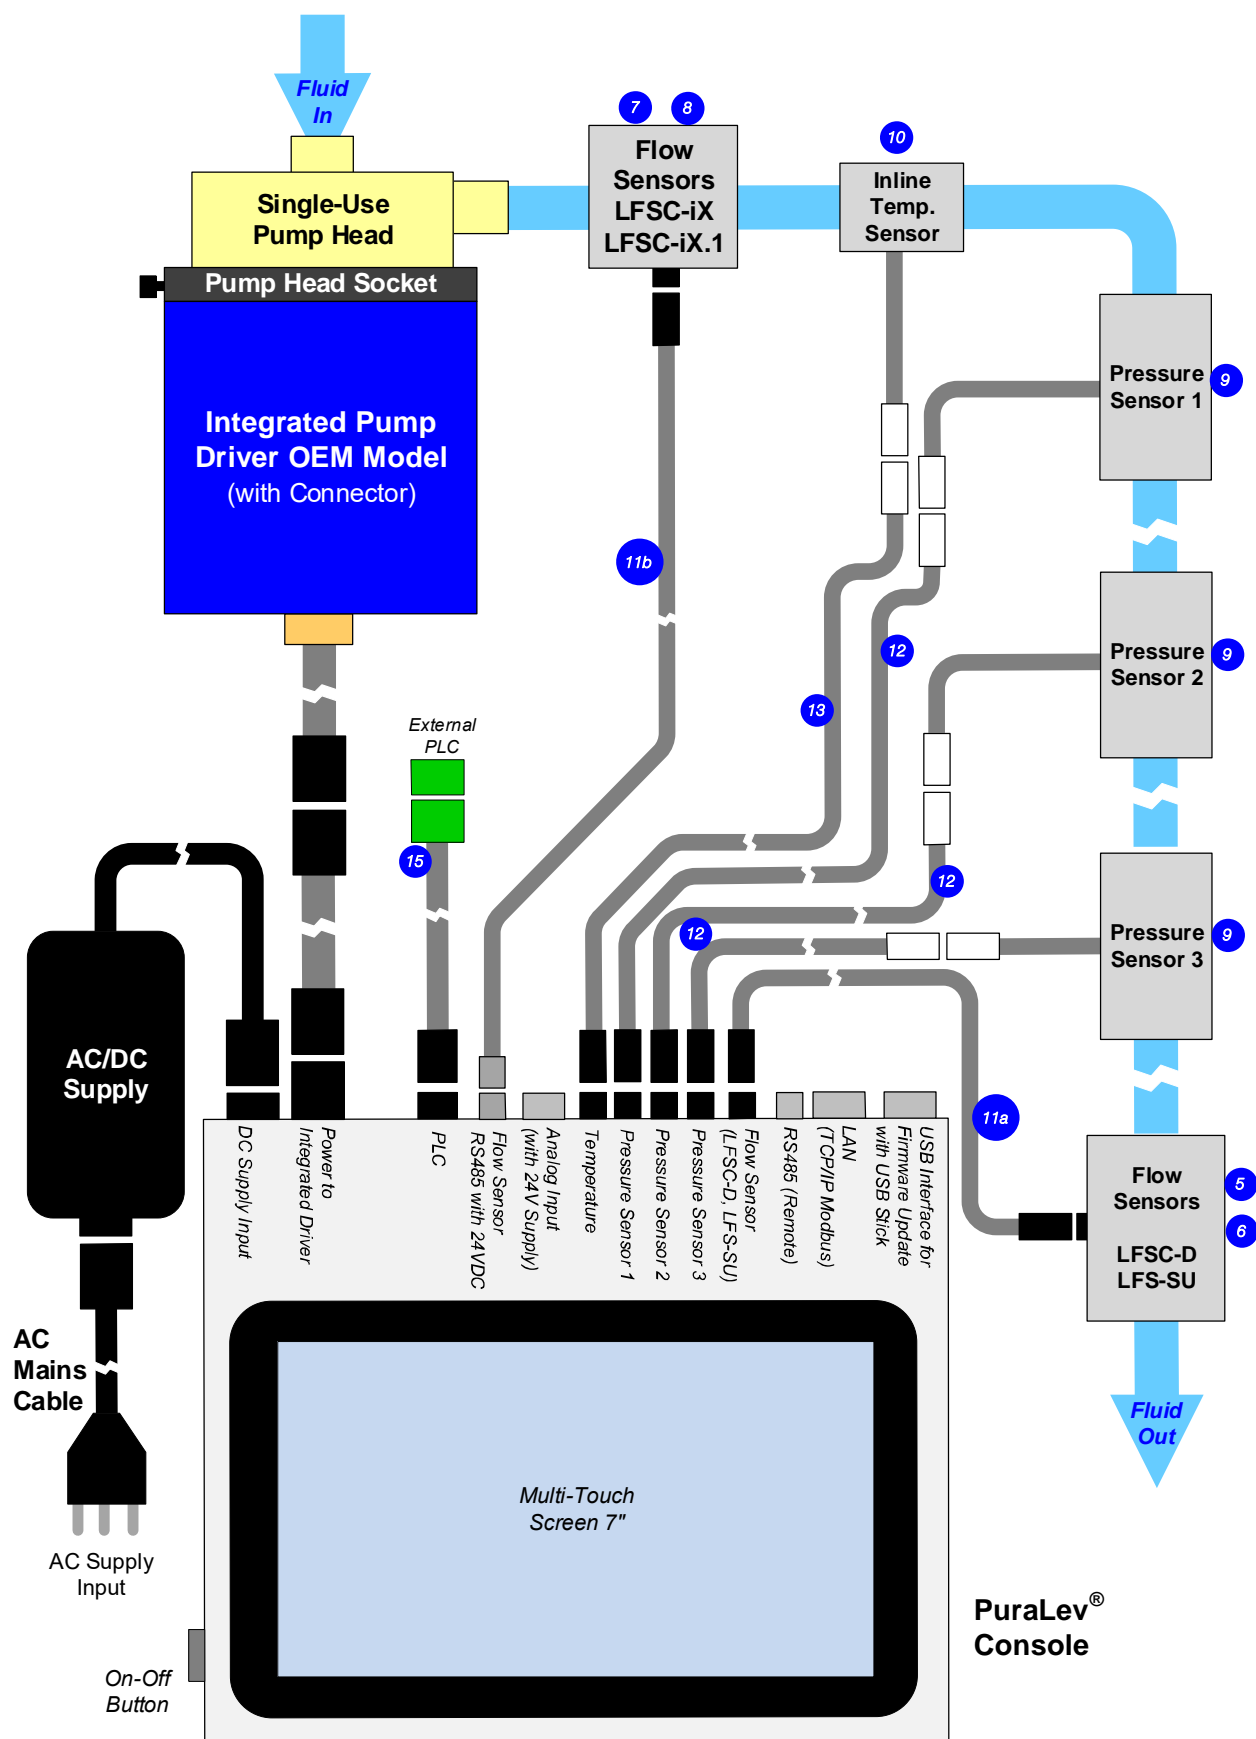 Fluid
In
7
8
Flow
Sensors
LFSC-iX
LFSC-iX.1
10
Inline
Temp.
Sensor
Single-Use
Pump Head
Pump Head Socket
Integrated Pump
Driver OEM Model
(with Connector)
Pressure
Sensor 1
9
11b
12
13
Pressure
Sensor 2
9
External
PLC
15
12
12
Pressure
Sensor 3
9
AC/DC
Supply
11a
DC Supply Input
Power to
Integrated Driver
PLC
Flow Sensor
RS485 with 24VDC
Analog Input
(with 24V Supply)
Temperature
Pressure Sensor 1
Pressure Sensor 2
Pressure Sensor 3
Flow Sensor
(LFSC-D, LFS-SU)
RS485 (Remote)
LAN
(TCP/IP Modbus)
USB Interface for
Firmware Update
with USB Stick
Flow
Sensors
LFSC-D
LFS-SU
5
6
AC
Mains
Cable
Fluid
Out
Multi-Touch
Screen 7"
AC Supply
Input
PuraLev®
Console
On-Off
Button